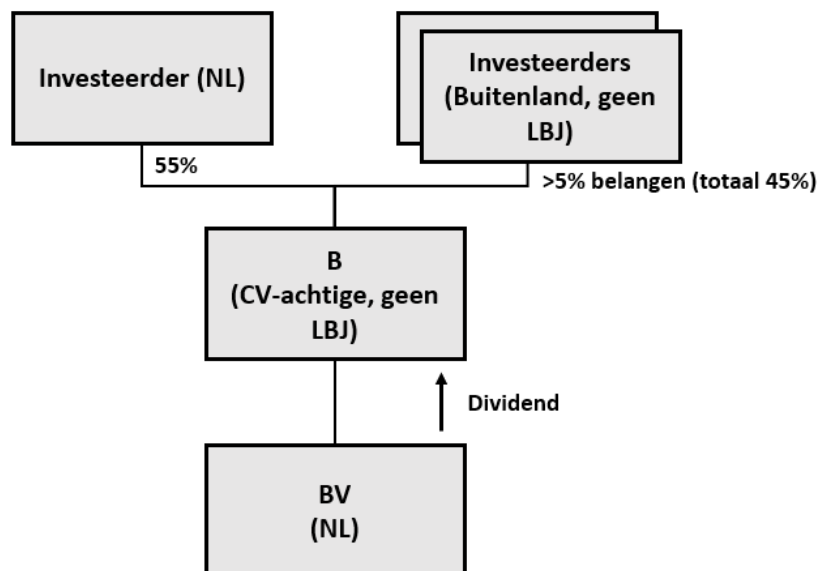 Investeerder (NL)
Investeerders
(Buitenland, geen
LBJ)
55%
>5% belangen (totaal 45%)
B
(CV-achtige, geen
LBJ)
Dividend
BV
(NL)